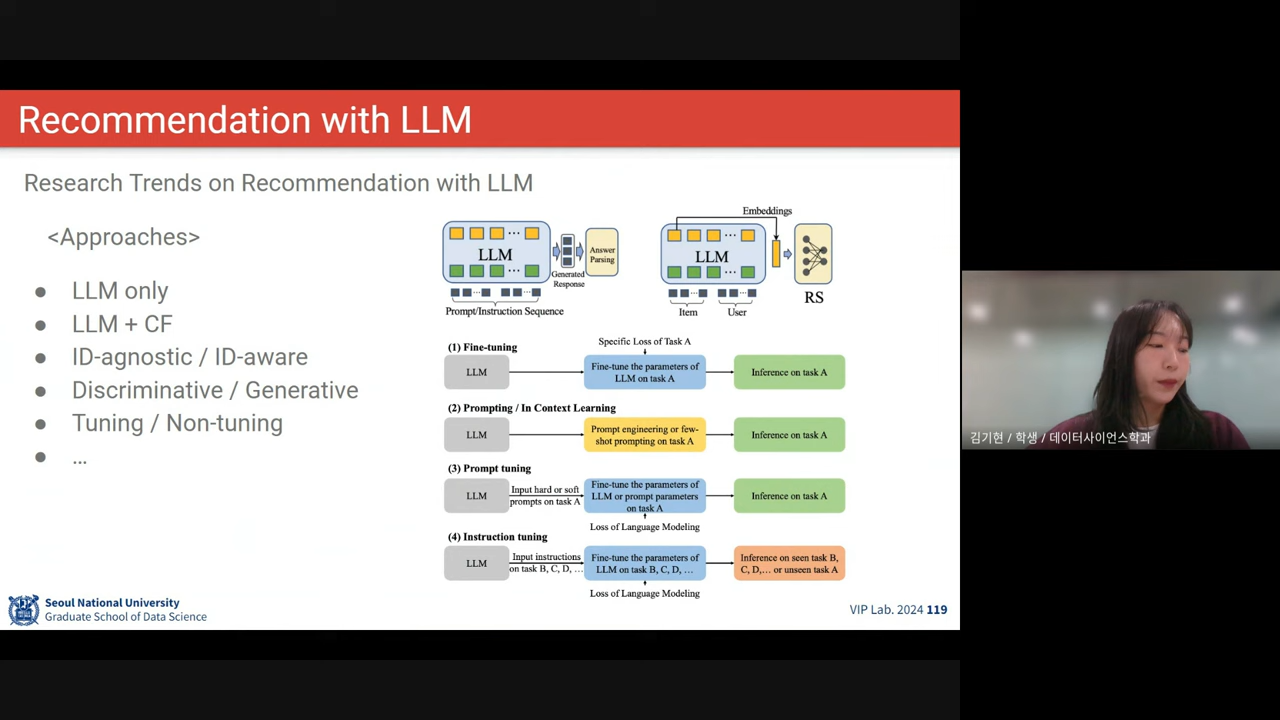 Recommendation with LLM
Research Trends on Recommendation with LLM
<Approaches>
● LLM only
● LLM + CF
● ID-agnostic / ID-aware
● Discriminative / Generative
● Tuning / Non-tuning
● ...
LLM
Generated
Response
Answer
Parsing
Prompt/Instruction Sequence
Embeddings
LLM
RS
Item
User
(1) Fine-tuning
Specific Loss of Task A
LLM
Fine-tune the parameters of
LLM on task A
Inference on task A
(2) Prompting / In Context Learning
LLM
Prompt engineering or few-
shot prompting on task A
Inference on task A
(3) Prompt tuning
LLM
Input hard or soft
prompts on task A
Fine-tune the parameters of
LLM or prompt parameters
on task A
Inference on task A
Loss of Language Modeling
(4) Instruction tuning
LLM
Input instructions
on task B, C, D, ...
Fine-tune the parameters of
LLM on task B, C, D, ...
Inference on seen task B,
C, D,... or unseen task A
Loss of Language Modeling
Seoul National University
Graduate School of Data Science
VIP Lab. 2024 119
김기현 / 학생 / 데이터사이언스학과